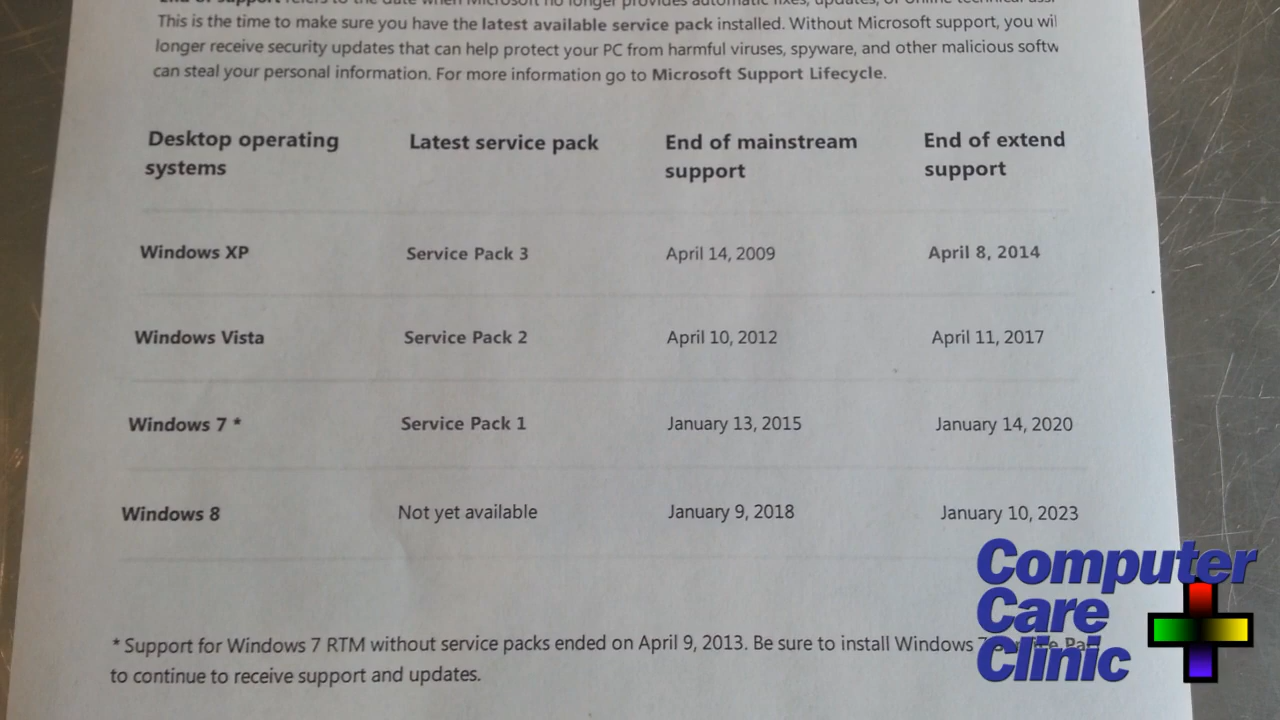 This is the time to make sure you have the latest available service pack installed. Without Microsoft support, you wil
longer receive security updates that can help protect your PC from harmful viruses, spyware, and other malicious softw
can steal your personal information. For more information go to Microsoft Support Lifecycle.
Desktop operating systems Latest service pack End of mainstream support End of extend support
Windows XP Service Pack 3 April 14, 2009 April 8, 2014
Windows Vista Service Pack 2 April 10, 2012 April 11, 2017
Windows 7 * Service Pack 1 January 13, 2015 January 14, 2020
Windows 8 Not yet available January 9, 2018 January 10, 2023
* Support for Windows 7 RTM without service packs ended on April 9, 2013. Be sure to install Windows 7
to continue to receive support and updates.
Computer
Care
Clinic